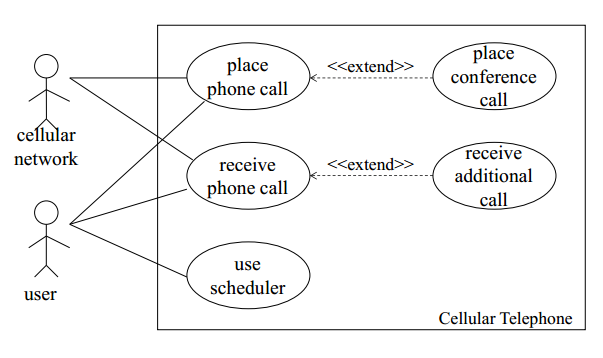 place
phone call
<<extend>>
place
conference
call
cellular
network
receive
phone call
<<extend>>
receive
additional
call
user
use
scheduler
Cellular Telephone